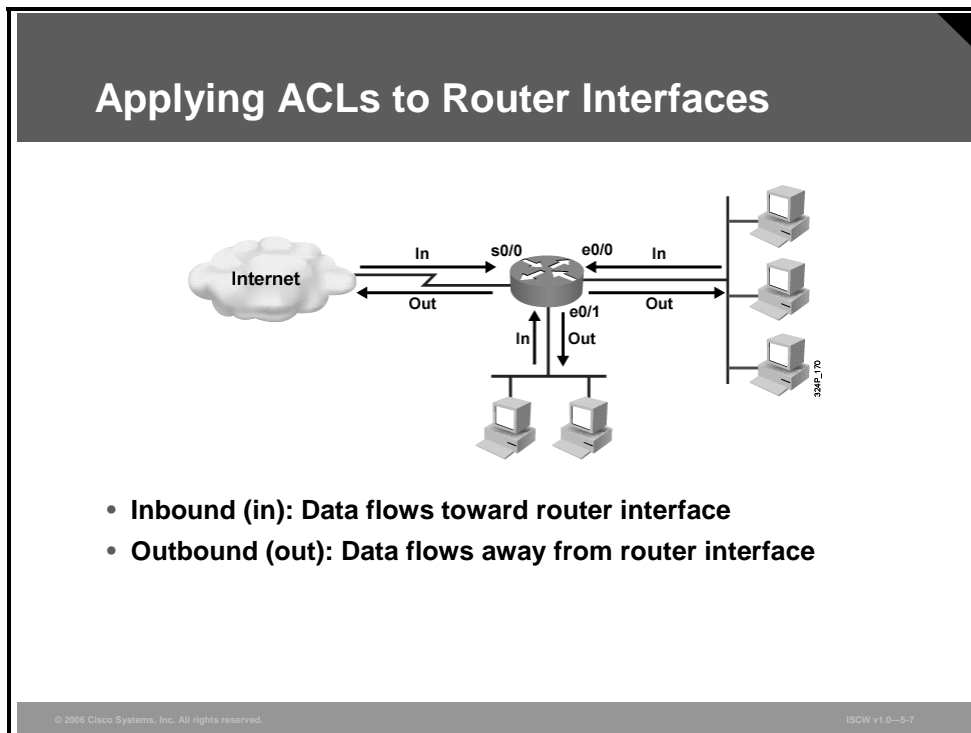 Applying ACLs to Router Interfaces
In
s0/0
e0/0
In
Internet
Out
e0/1
Out
In
Out
324P_170
• Inbound (in): Data flows toward router interface
• Outbound (out): Data flows away from router interface
© 2006 Cisco Systems, Inc. All rights reserved.
ISCW v1.0—5-7